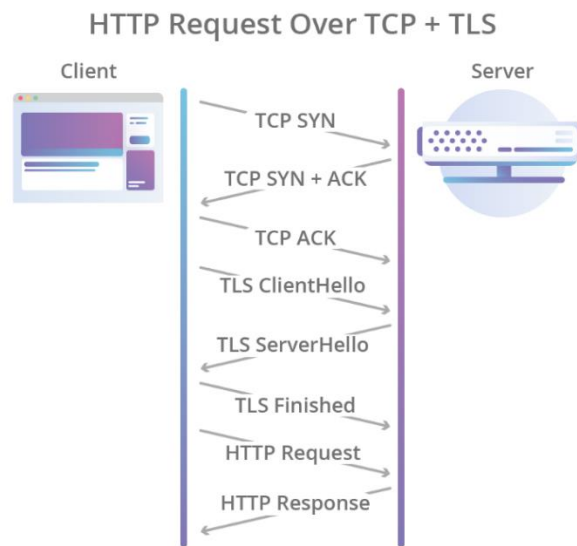 HTTP Request Over TCP + TLS
Client
Server
TCP SYN
TCP SYN + ACK
TCP ACK
TLS ClientHello
TLS ServerHello
TLS Finished
HTTP Request
HTTP Response